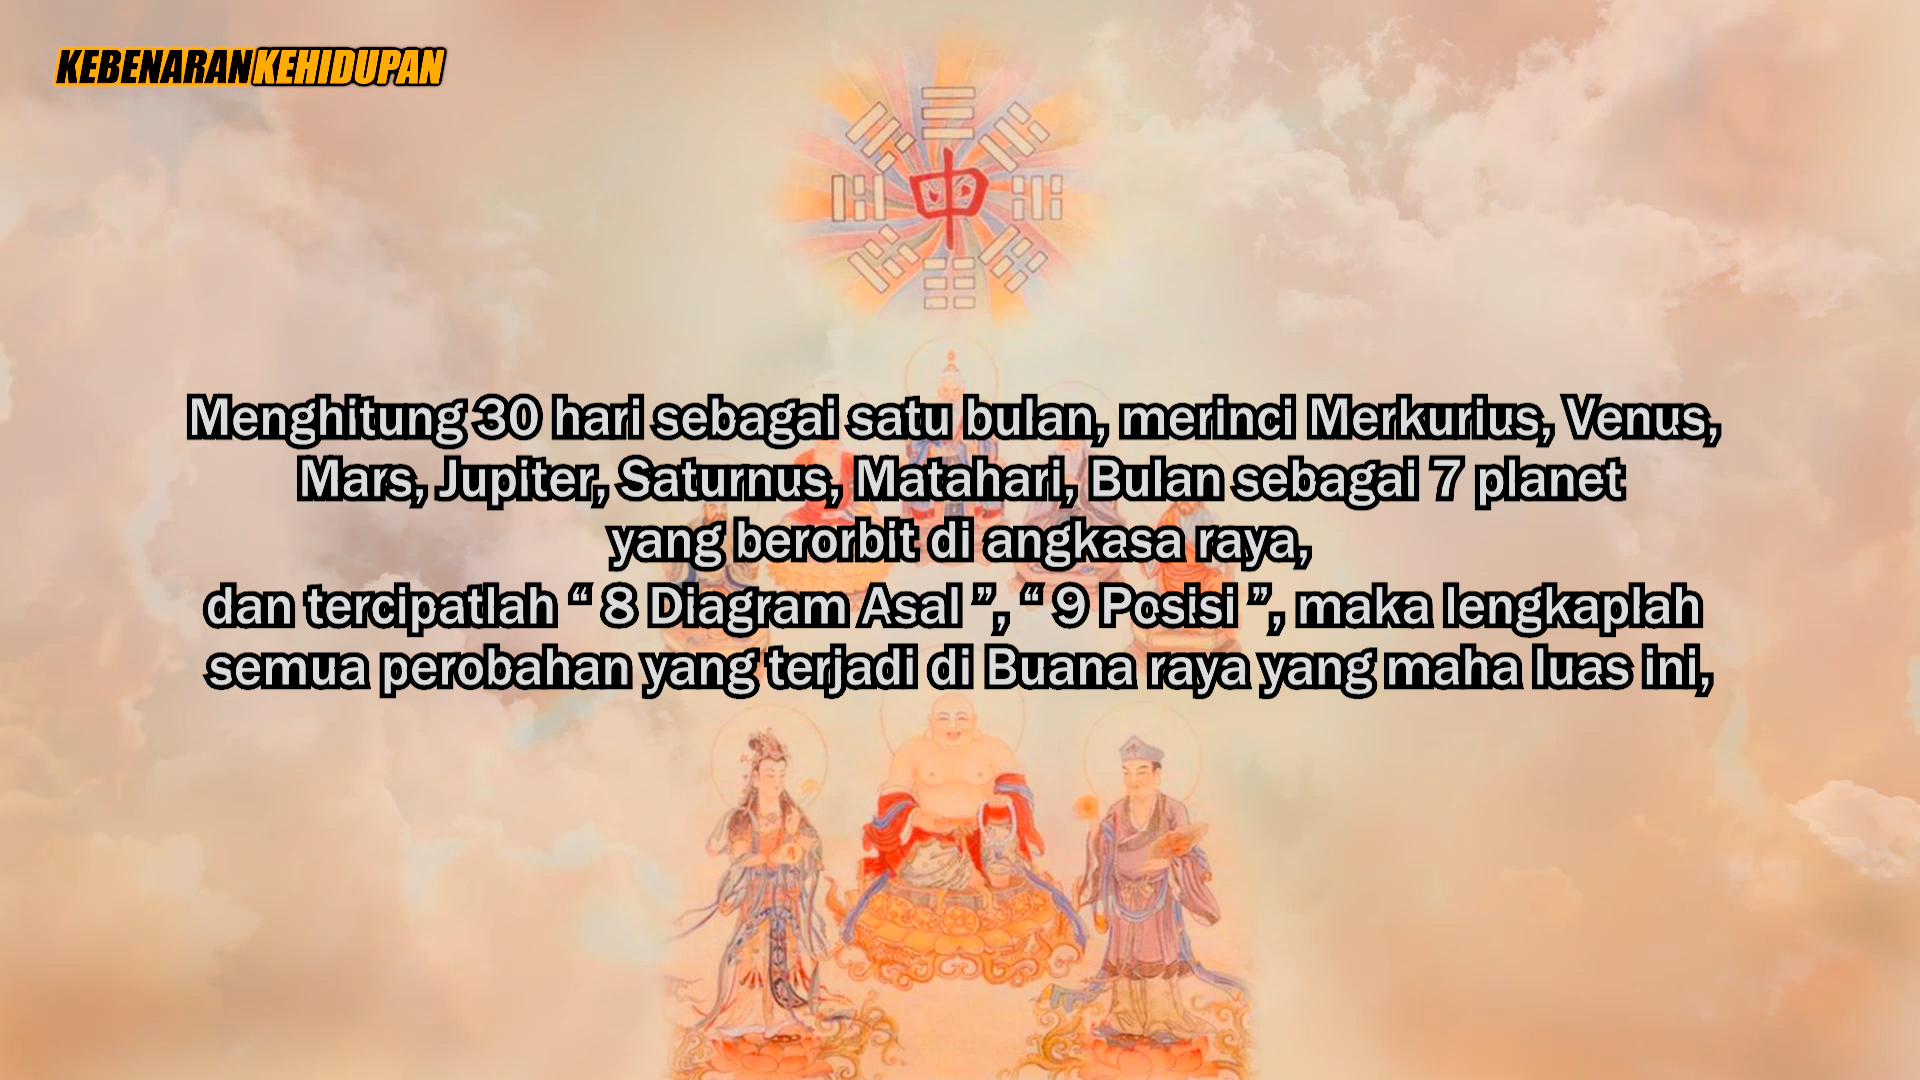 KEBENARANKEHIDUPAN
Menghitung 30 hari sebagai satu bulan, merinci Merkurius, Venus,
Mars, Jupiter, Saturnus, Matahari, Bulan sebagai 7 planet
yang berorbit di angkasa raya,
dan tercipatlah “ 8 Diagram Asal ”, “ 9 Posisi ”, maka lengkaplah
semua perobahan yang terjadi di Buana raya yang maha luas ini,